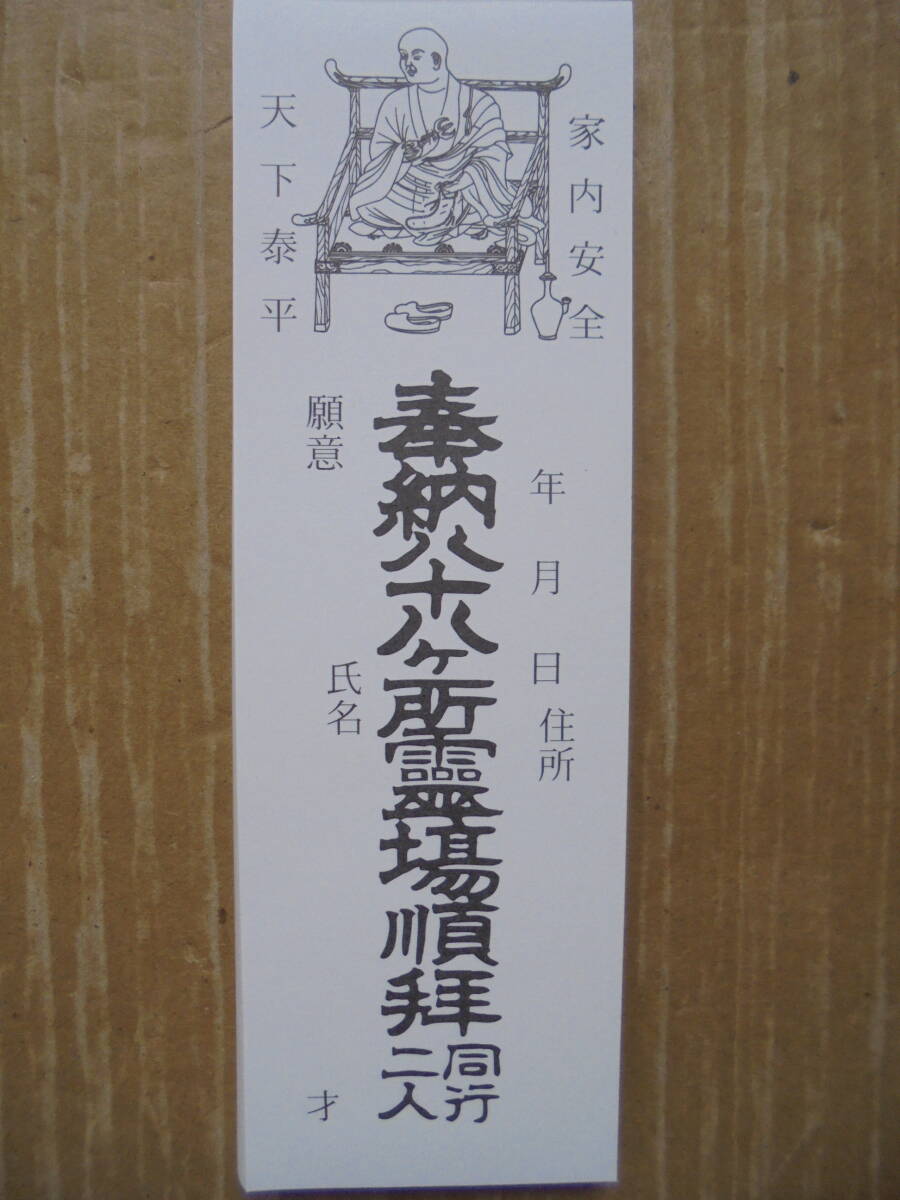 家内安全
年月日
住所
奉納八十八ヶ所霊場順拝
同行
二人
願意
氏名
才
天下泰平